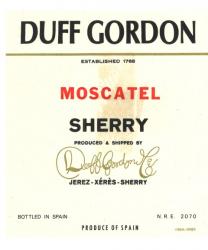 DUFF GORDON
ESTABLISHED 1768
MOSCATEL
SHERRY
PRODUCED & SHIPPED BY
Duff Gordon & Co
JEREZ-XÉRÈS-SHERRY
BOTTLED IN SPAIN N.R.E. 2070
PRODUCE OF SPAIN